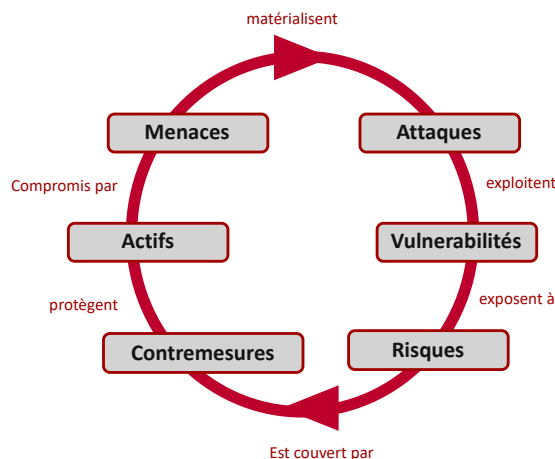 matérialisent
Menaces
Attaques
Compromis par
exploitent
Actifs
Vulnerabilités
protègent
exposent à
Contremesures
Risques
Est couvert par